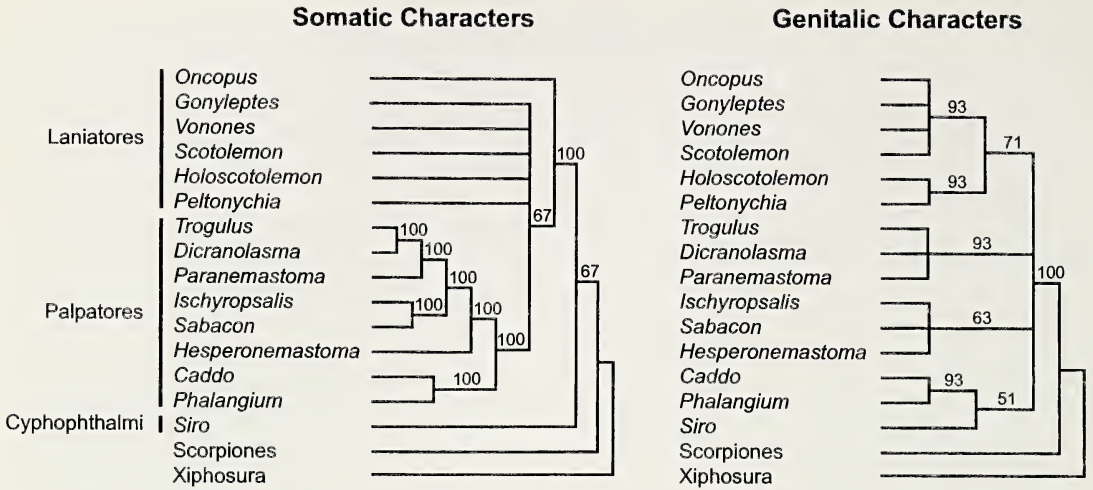 Somatic Characters
Genitalic Characters
Laniatores
Palpatores
Cyphophthalmi
Oncopus
Gonyleptes
Vonones
Scotolemon
Holoscotolemon
Peltonychia
Trogulus
Dicranolasma
Paranemastoma
Ischyropsalis
Sabacon
Hesperonemastoma
Caddo
Phalangium
Siro
Scorpiones
Xiphosura
100
67
67
100
100
100
100
100
100
100
Oncopus
Gonyleptes
Vonones
Scotolemon
Holoscotolemon
Peltonychia
Trogulus
Dicranolasma
Paranemastoma
Ischyropsalis
Sabacon
Hesperonemastoma
Caddo
Phalangium
Siro
Scorpiones
Xiphosura
93
71
93
93
100
63
93
51